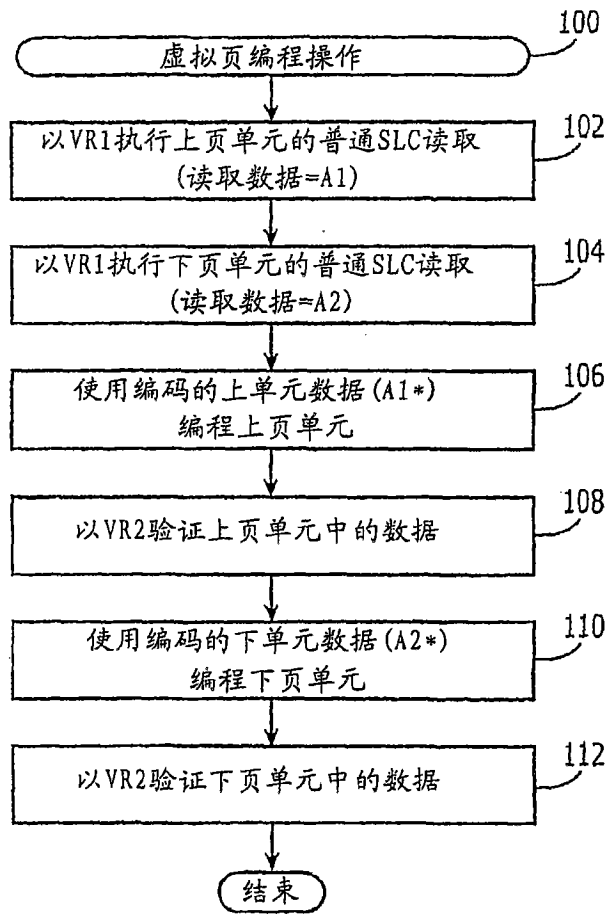 100
虚拟页编程操作
102
以VR1执行上页单元的普通SLC读取
(读取数据=A1)
104
以VR1执行下页单元的普通SLC读取
(读取数据=A2)
106
使用编码的上单元数据(A1*)
编程上页单元
108
以VR2验证上页单元中的数据
110
使用编码的下单元数据(A2*)
编程下页单元
112
以VR2验证下页单元中的数据
结束